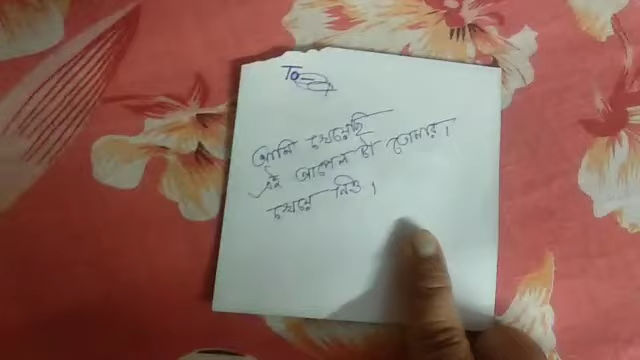 To-
আমি খেয়েছি
এই আপেল টা তোমার।
খেয়ে নিও।